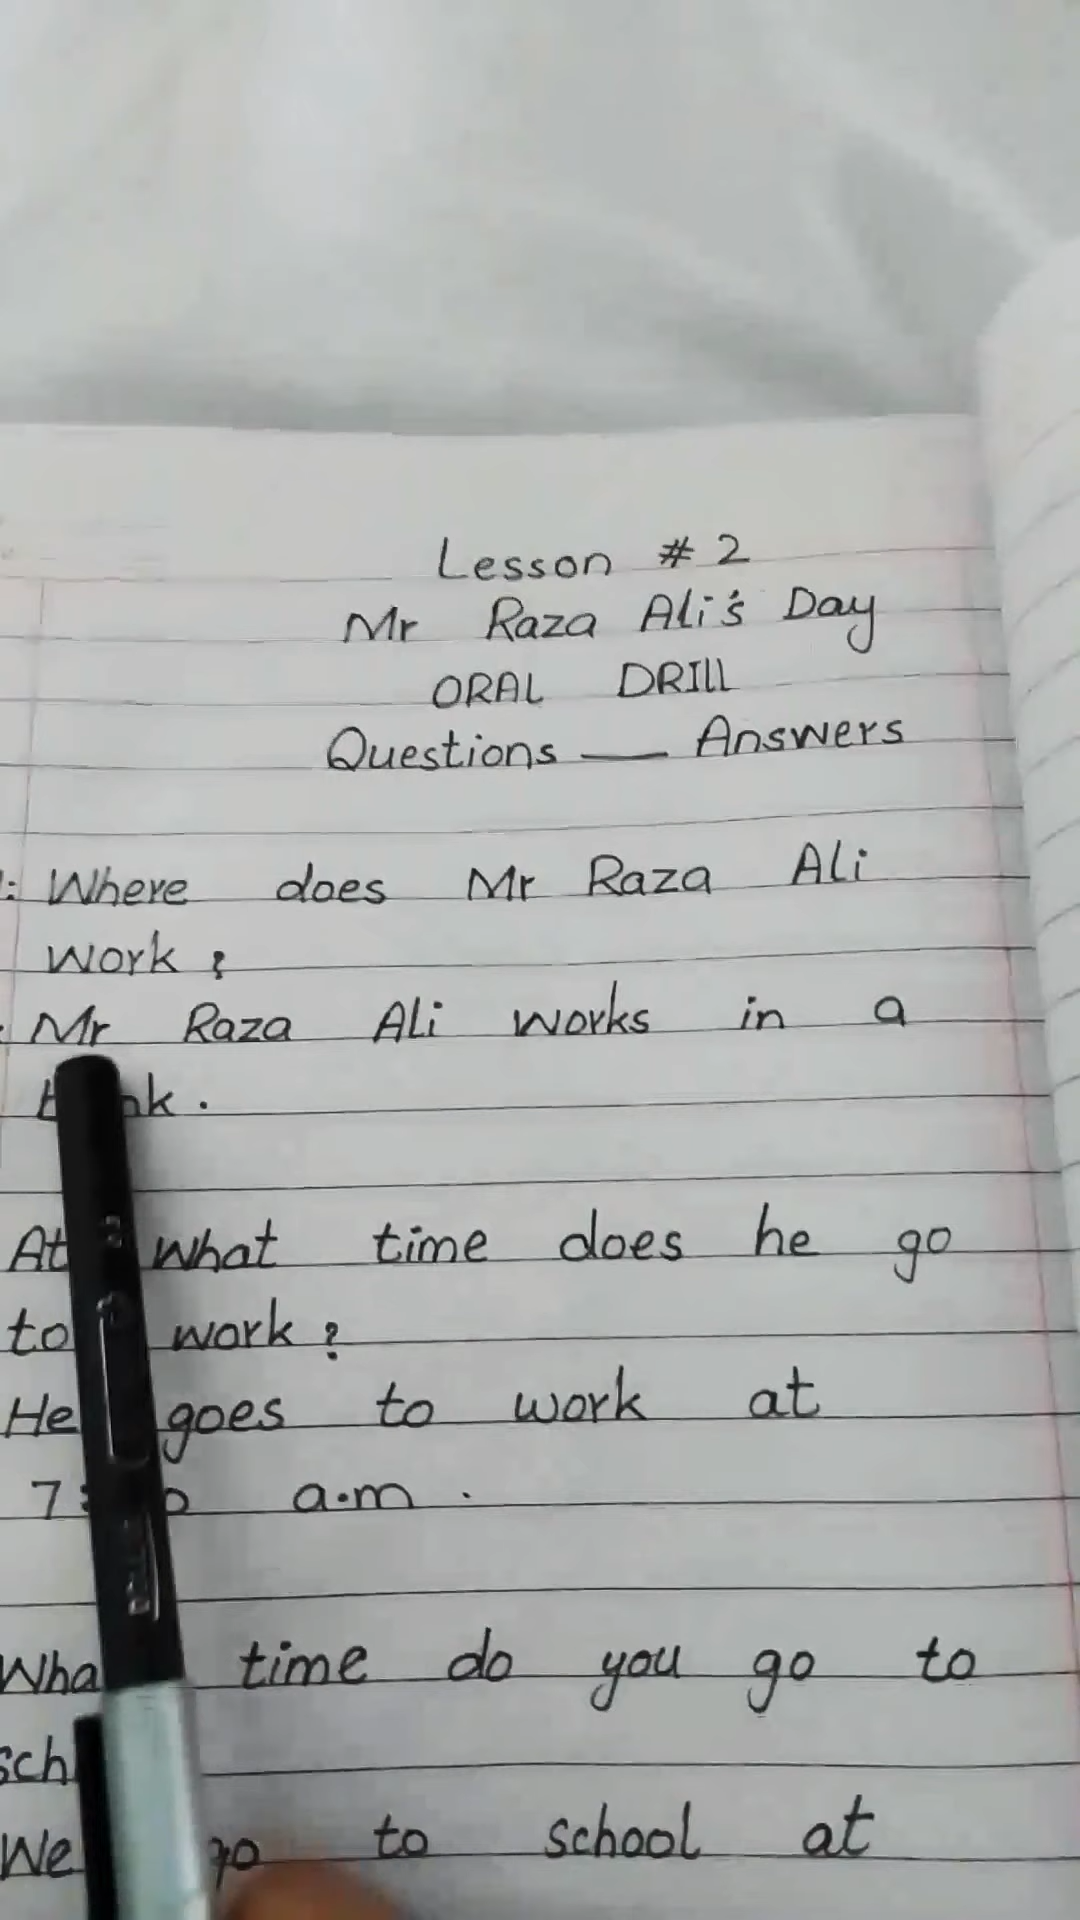 Lesson # 2
Mr Raza Ali's Day
ORAL DRILL
Questions — Answers
: Where does Mr Raza Ali
work?
: Mr Raza Ali works in a
At what time does he go
to work?
He goes to work at
a.m.
time do you go to
We go to school at